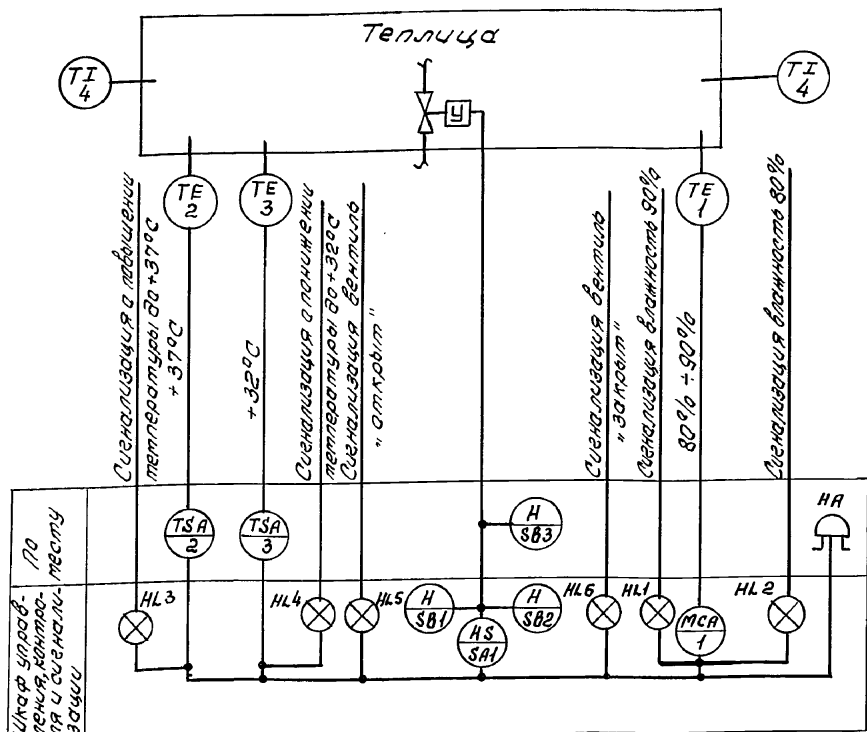 Теплица
TI
4
TI
4
У
TE
2
TE
3
TE
1
Сигнализация о повышении
температуры до +37°С
+37°С
+32°С
Сигнализация о понижении
температуры до +32°С
Сигнализация вентиль
„открыт"
Сигнализация вентиль
„закрыт"
Сигнализация влажность 90%
80% ÷ 90%
Сигнализация влажность 80%
по
месту
TSA
2
TSA
3
H
SB3
HA
Шкаф управ-
ления, контро-
ля и сигнали-
зации
HL3
HL4
HL5
H
SB1
H
SB2
HS
SA1
HL6
HL1
MCA
1
HL2